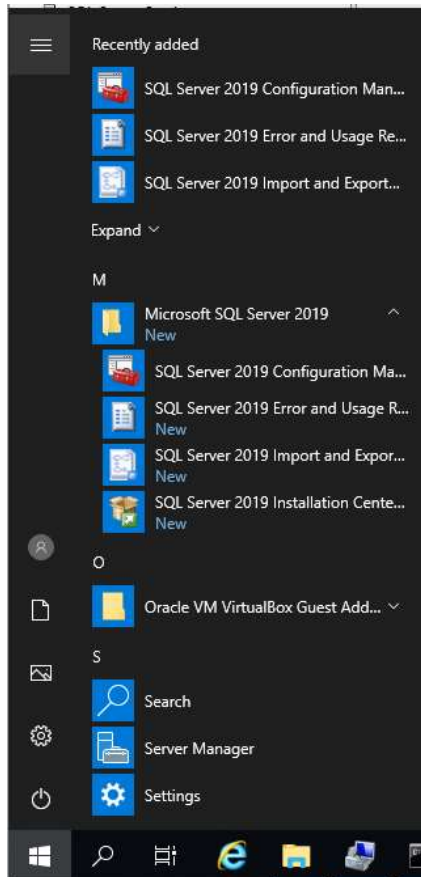 Recently added
SQL Server 2019 Configuration Man...
SQL Server 2019 Error and Usage Re...
SQL Server 2019 Import and Export...
Expand
M
Microsoft SQL Server 2019
New
SQL Server 2019 Configuration Ma...
SQL Server 2019 Error and Usage R...
New
SQL Server 2019 Import and Expor...
New
SQL Server 2019 Installation Cente...
New
O
Oracle VM VirtualBox Guest Add...
S
Search
Server Manager
Settings